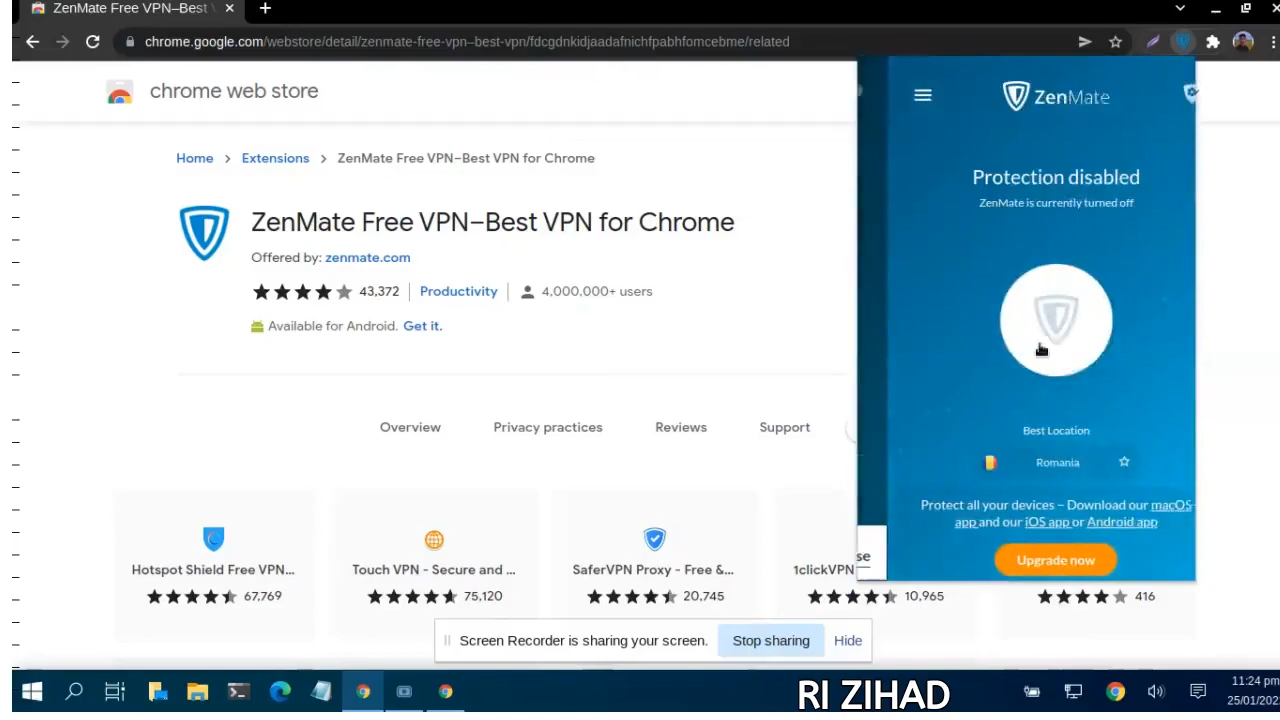 ZenMate Free VPN–Best
chrome.google.com/webstore/detail/zenmate-free-vpn–best-vpn/fdcgdnkidjaadafnichfpabhfomcebme/related
chrome web store
Home > Extensions > ZenMate Free VPN–Best VPN for Chrome
ZenMate Free VPN–Best VPN for Chrome
Offered by: zenmate.com
43,372 | Productivity | 4,000,000+ users
Available for Android. Get it.
Overview Privacy practices Reviews Support
Hotspot Shield Free VPN...
67,769
Touch VPN - Secure and ...
75,120
SaferVPN Proxy - Free &...
20,745
1clickVPN
10,965
416
ZenMate
Protection disabled
ZenMate is currently turned off
Best Location
Romania
Protect all your devices – Download our macOS
app and our iOS app or Android app
Upgrade now
se
Screen Recorder is sharing your screen. Stop sharing Hide
RI ZIHAD
11:24 pm
25/01/202